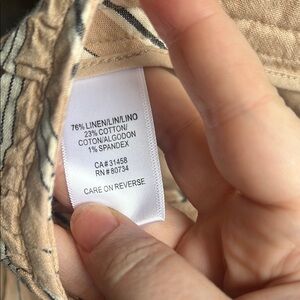 76% LINEN/LIN/LINO
23% COTTON/
COTON/ALGODON
1% SPANDEX
CA# 31458
RN# 80734
CARE ON REVERSE